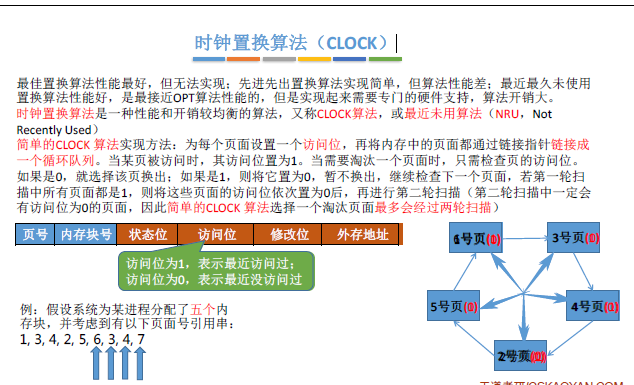 时钟置换算法（CLOCK）
最佳置换算法性能最好，但无法实现；先进先出置换算法实现简单，但算法性能差；最近最久未使用
置换算法性能好，是最接近OPT算法性能的，但是实现起来需要专门的硬件支持，算法开销大。
时钟置换算法是一种性能和开销较均衡的算法，又称CLOCK算法，或最近未用算法（NRU，Not
Recently Used）
简单的CLOCK 算法实现方法：为每个页面设置一个访问位，再将内存中的页面都通过链接指针链接成
一个循环队列。当某页被访问时，其访问位置为1。当需要淘汰一个页面时，只需检查页的访问位。
如果是0，就选择该页换出；如果是1，则将它置为0，暂不换出，继续检查下一个页面，若第一轮扫
描中所有页面都是1，则将这些页面的访问位依次置为0后，再进行第二轮扫描（第二轮扫描中一定会
有访问位为0的页面，因此简单的CLOCK 算法选择一个淘汰页面最多会经过两轮扫描）
页号 内存块号 状态位 访问位 修改位 外存地址
访问位为1，表示最近访问过；
访问位为0，表示最近没访问过
例：假设系统为某进程分配了五个内
存块，并考虑到有以下页面号引用串：
1, 3, 4, 2, 5, 6, 3, 4, 7
号页
3号页
5号页
4号页
号页